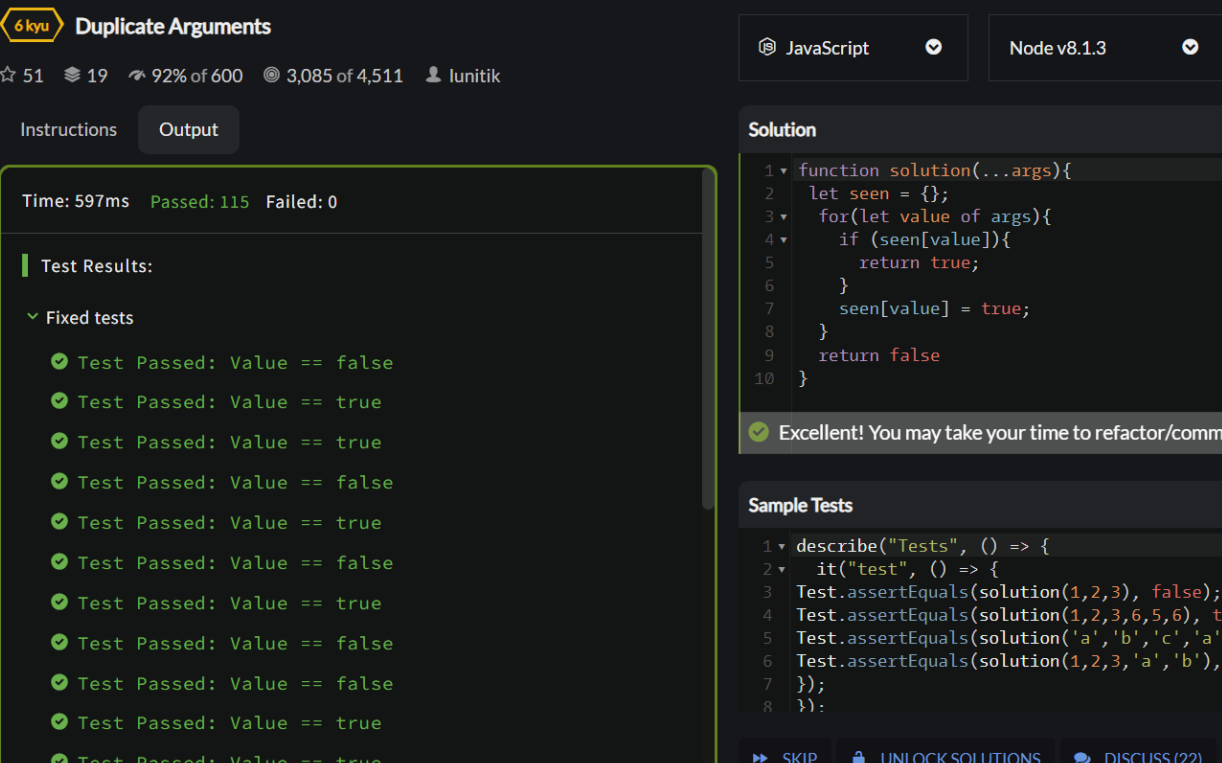 6 kyu Duplicate Arguments
51 19 92% of 600 3,085 of 4,511 lunitik
Instructions Output
Time: 597ms Passed: 115 Failed: 0
Test Results:
Fixed tests
Test Passed: Value == false
Test Passed: Value == true
Test Passed: Value == true
Test Passed: Value == false
Test Passed: Value == true
Test Passed: Value == false
Test Passed: Value == true
Test Passed: Value == false
Test Passed: Value == false
Test Passed: Value == true
Test Passed: Value == true
JavaScript Node v8.1.3
Solution
1 function solution(...args){
2 let seen = {};
3 for(let value of args){
4 if (seen[value]){
5 return true;
6 }
7 seen[value] = true;
8 }
9 return false
10 }
Excellent! You may take your time to refactor/comm
Sample Tests
1 describe("Tests", () => {
2 it("test", () => {
3 Test.assertEquals(solution(1,2,3), false);
4 Test.assertEquals(solution(1,2,3,6,5,6), t
5 Test.assertEquals(solution('a','b','c','a'
6 Test.assertEquals(solution(1,2,3,'a','b'),
7 });
8 });
SKIP UNLOCK SOLUTIONS DISCUSS (22)